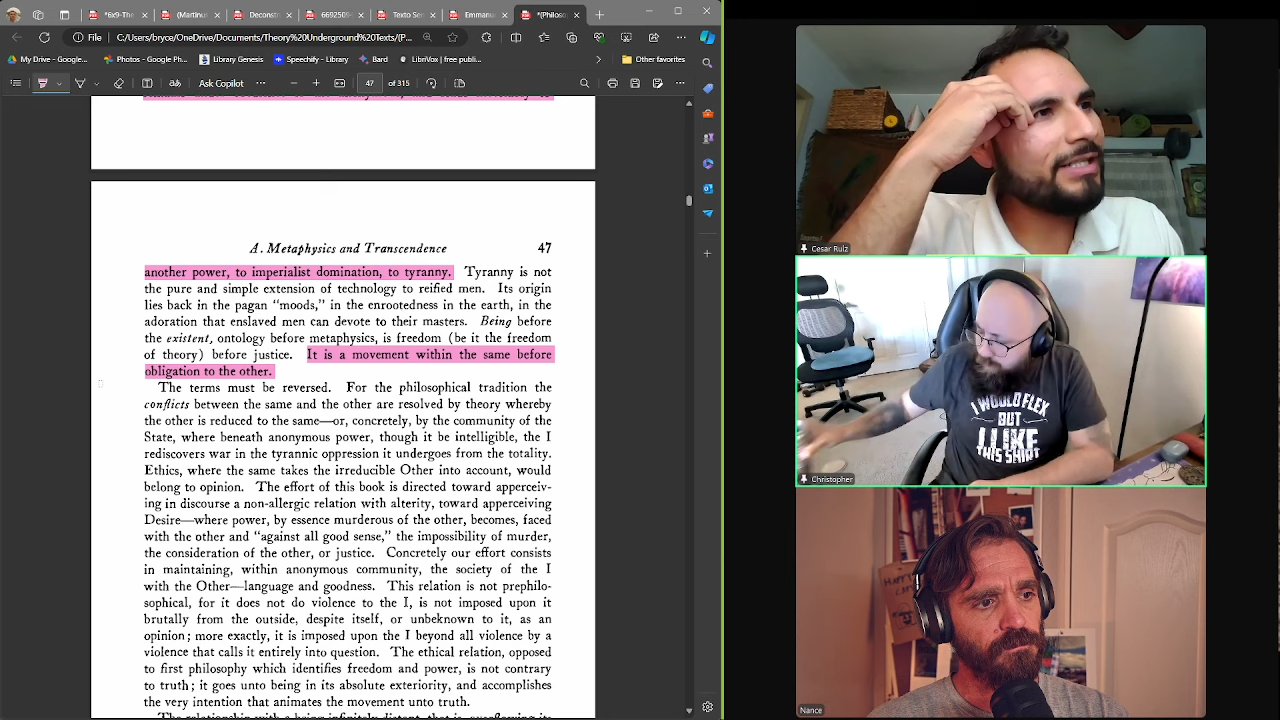 *6x9-The
(Martinus
Deconstr
6692509
Texto Sen
Emmanue
*(Philosop
File
C:/Users/bryce/OneDrive/Documents/Theory%20Underground%20Texts/(P...
My Drive - Google...
Photos - Google Ph...
Library Genesis
Speechify - Library
Bard
LibriVox | free publi...
Other favorites
Ask Copilot
47 of 315
A. Metaphysics and Transcendence 47
another power, to imperialist domination, to tyranny. Tyranny is not
the pure and simple extension of technology to reified men. Its origin
lies back in the pagan “moods,” in the enrootedness in the earth, in the
adoration that enslaved men can devote to their masters. Being before
the existent, ontology before metaphysics, is freedom (be it the freedom
of theory) before justice. It is a movement within the same before
obligation to the other.
The terms must be reversed. For the philosophical tradition the
conflicts between the same and the other are resolved by theory whereby
the other is reduced to the same—or, concretely, by the community of the
State, where beneath anonymous power, though it be intelligible, the I
rediscovers war in the tyrannic oppression it undergoes from the totality.
Ethics, where the same takes the irreducible Other into account, would
belong to opinion. The effort of this book is directed toward apperceiv-
ing in discourse a non-allergic relation with alterity, toward apperceiving
Desire—where power, by essence murderous of the other, becomes, faced
with the other and “against all good sense,” the impossibility of murder,
the consideration of the other, or justice. Concretely our effort consists
in maintaining, within anonymous community, the society of the I
with the Other—language and goodness. This relation is not prephilo-
sophical, for it does not do violence to the I, is not imposed upon it
brutally from the outside, despite itself, or unbeknown to it, as an
opinion; more exactly, it is imposed upon the I beyond all violence by a
violence that calls it entirely into question. The ethical relation, opposed
to first philosophy which identifies freedom and power, is not contrary
to truth; it goes unto being in its absolute exteriority, and accomplishes
the very intention that animates the movement unto truth.
Cesar Ruiz
I WOULD FLEX
BUT
I LIKE
THIS SHIRT
Christopher
Nance